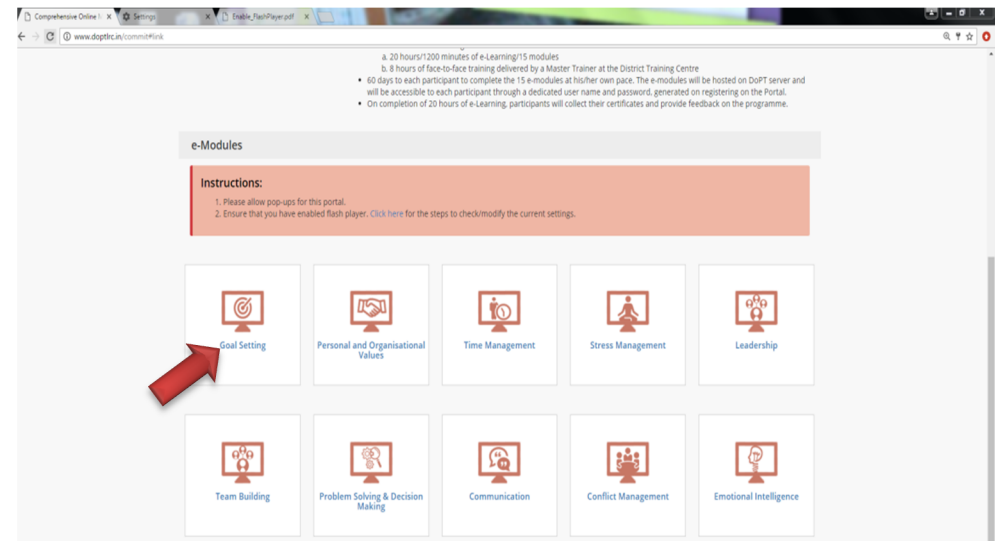 Comprehensive Online
Settings
Enable_FlashPlayer.pdf
www.doptlrc.in/commit#link
a. 20 hours/1200 minutes of e-Learning/15 modules
b. 8 hours of face-to-face training delivered by a Master Trainer at the District Training Centre
• 60 days to each participant to complete the 15 e-modules at his/her own pace. The e-modules will be hosted on DoPT server and
will be accessible to each participant through a dedicated user name and password, generated on registering on the Portal.
• On completion of 20 hours of e-Learning, participants will collect their certificates and provide feedback on the programme.
e-Modules
Instructions:
1. Please allow pop-ups for this portal.
2. Ensure that you have enabled flash player. Click here for the steps to check/modify the current settings.
Goal Setting
Personal and Organisational
Values
Time Management
Stress Management
Leadership
Team Building
Problem Solving & Decision
Making
Communication
Conflict Management
Emotional Intelligence